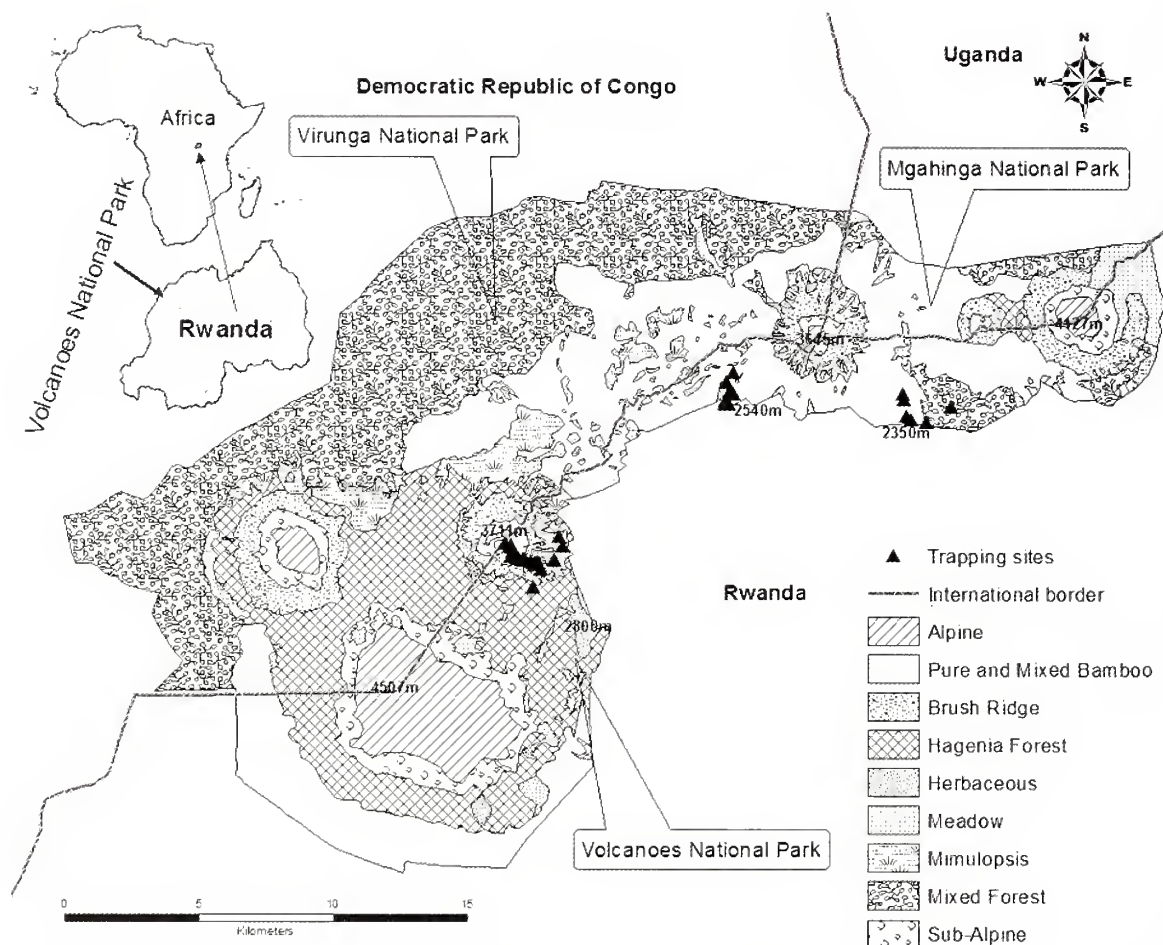 N
W
E
S
Uganda
Democratic Republic of Congo
Africa
Virunga National Park
Mgahinga National Park
Volcanoes National Park
Rwanda
4127m
3645m
2540m
2350m
3711m
Rwanda
2800m
4507m
Volcanoes National Park
Trapping sites
International border
Alpine
Pure and Mixed Bamboo
Brush Ridge
Hagenia Forest
Herbaceous
Meadow
Mimulopsis
Mixed Forest
Sub-Alpine
0 5 10 15
Kilometers